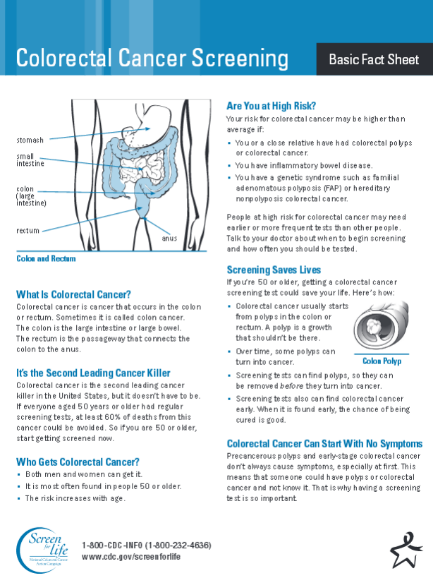 Colorectal Cancer Screening
Basic Fact Sheet
stomach
small
intestine
colon
(large
intestine)
rectum
anus
Colon and Rectum
What Is Colorectal Cancer?
Colorectal cancer is cancer that occurs in the colon
or rectum. Sometimes it is called colon cancer.
The colon is the large intestine or large bowel.
The rectum is the passageway that connects the
colon to the anus.
It's the Second Leading Cancer Killer
Colorectal cancer is the second leading cancer
killer in the United States, but it doesn't have to be.
If everyone aged 50 years or older had regular
screening tests, at least 60% of deaths from this
cancer could be avoided. So if you are 50 or older,
start getting screened now.
Who Gets Colorectal Cancer?
• Both men and women can get it.
• It is most often found in people 50 or older.
• The risk increases with age.
Are You at High Risk?
Your risk for colorectal cancer may be higher than
average if:
• You or a close relative have had colorectal polyps
or colorectal cancer.
• You have inflammatory bowel disease.
• You have a genetic syndrome such as familial
adenomatous polyposis (FAP) or hereditary
nonpolyposis colorectal cancer.
People at high risk for colorectal cancer may need
earlier or more frequent tests than other people.
Talk to your doctor about when to begin screening
and how often you should be tested.
Screening Saves Lives
If you're 50 or older, getting a colorectal cancer
screening test could save your life. Here's how:
• Colorectal cancer usually starts
from polyps in the colon or
rectum. A polyp is a growth
that shouldn't be there.
• Over time, some polyps can
turn into cancer.
Colon Polyp
• Screening tests can find polyps, so they can
be removed before they turn into cancer.
• Screening tests also can find colorectal cancer
early. When it is found early, the chance of being
cured is good.
Colorectal Cancer Can Start With No Symptoms
Precancerous polyps and early-stage colorectal cancer
don't always cause symptoms, especially at first. This
means that someone could have polyps or colorectal
cancer and not know it. That is why having a screening
test is so important.
Screen
for
Life
1-800-CDC-INFO (1-800-232-4636)
www.cdc.gov/screenforlife